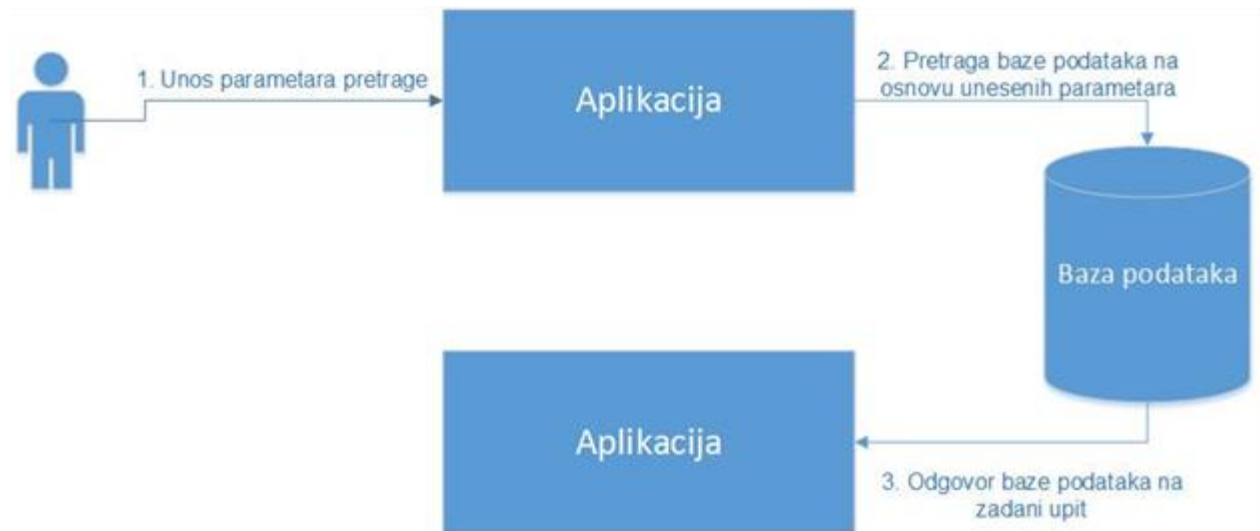 1. Unos parametara pretrage
Aplikacija
2. Pretraga baze podataka na
osnovu unesenih parametara
Baza podataka
Aplikacija
3. Odgovor baze podataka na
zadani upit